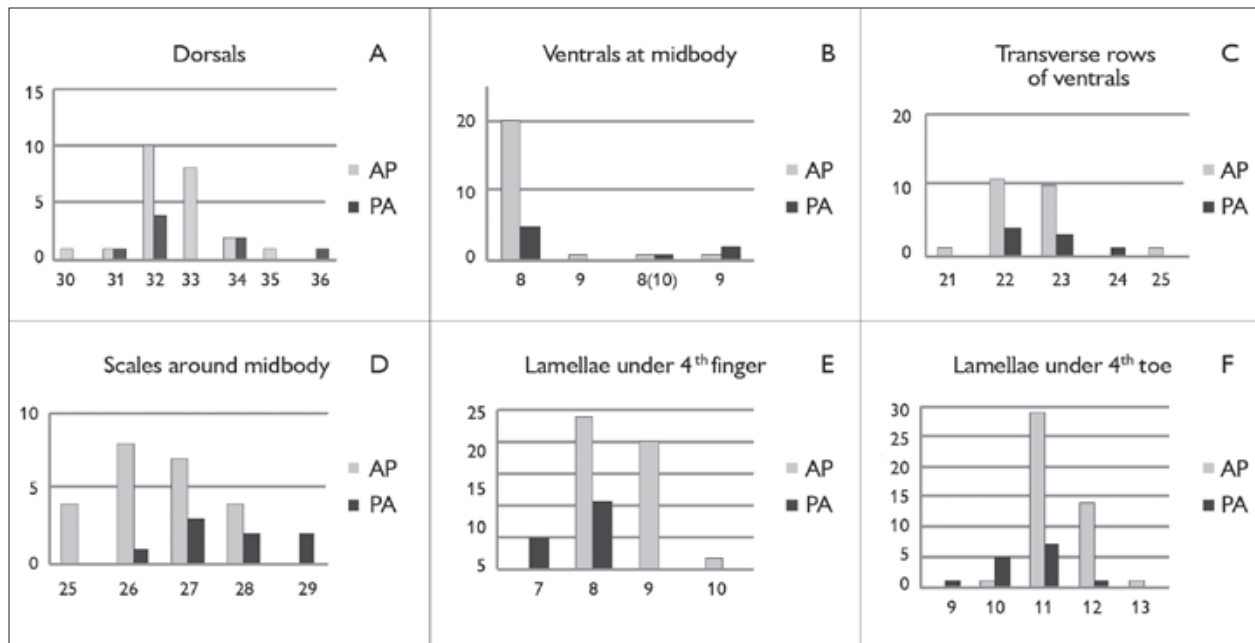 Dorsals A
15
10
5
0
30 31 32 33 34 35 36
AP
PA
Ventrals at midbody B
20
10
0
8 9 8(10) 9
AP
PA
Transverse rows C
of ventrals
20
10
0
21 22 23 24 25
AP
PA
Scales around midbody D
10
5
0
25 26 27 28 29
AP
PA
Lamellae under 4th finger E
25
20
15
10
5
7 8 9 10
AP
PA
Lamellae under 4th toe F
30
25
20
15
10
5
0
9 10 11 12 13
AP
PA